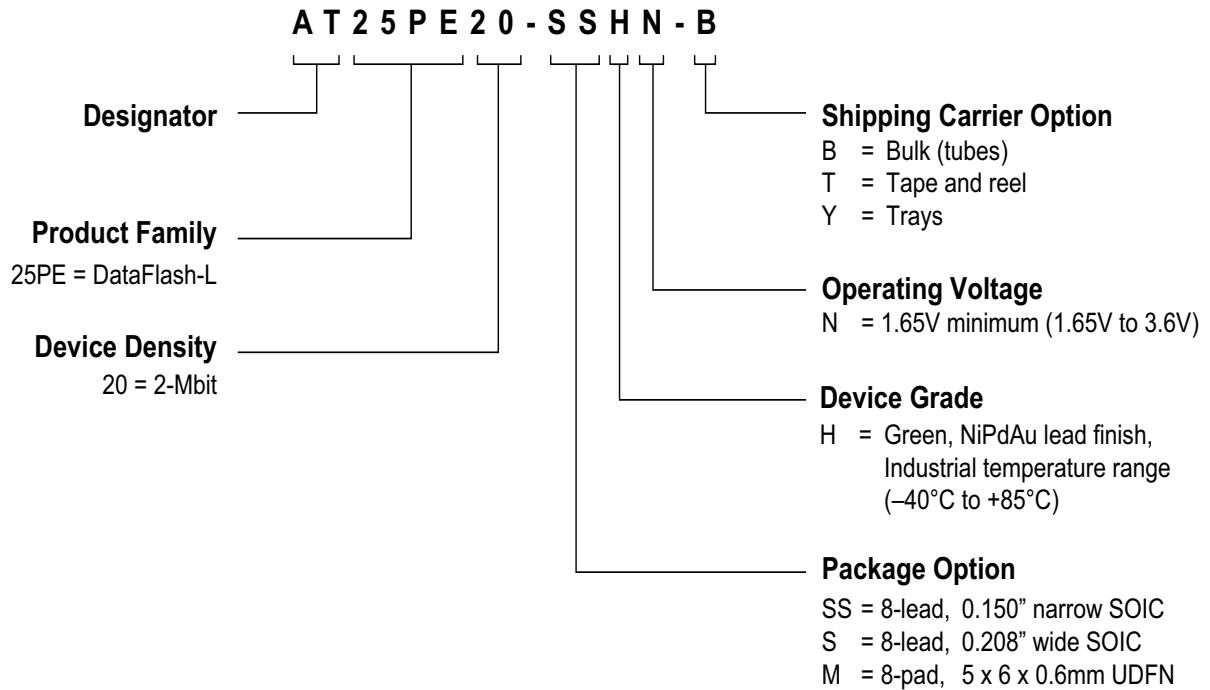 A T 2 5 P E 2 0 - S S H N - B
Designator
Product Family
25PE = DataFlash-L
Device Density
20 = 2-Mbit
Shipping Carrier Option
B = Bulk (tubes)
T = Tape and reel
Y = Trays
Operating Voltage
N = 1.65V minimum (1.65V to 3.6V)
Device Grade
H = Green, NiPdAu lead finish,
Industrial temperature range
(–40°C to +85°C)
Package Option
SS = 8-lead, 0.150” narrow SOIC
S = 8-lead, 0.208” wide SOIC
M = 8-pad, 5 x 6 x 0.6mm UDFN